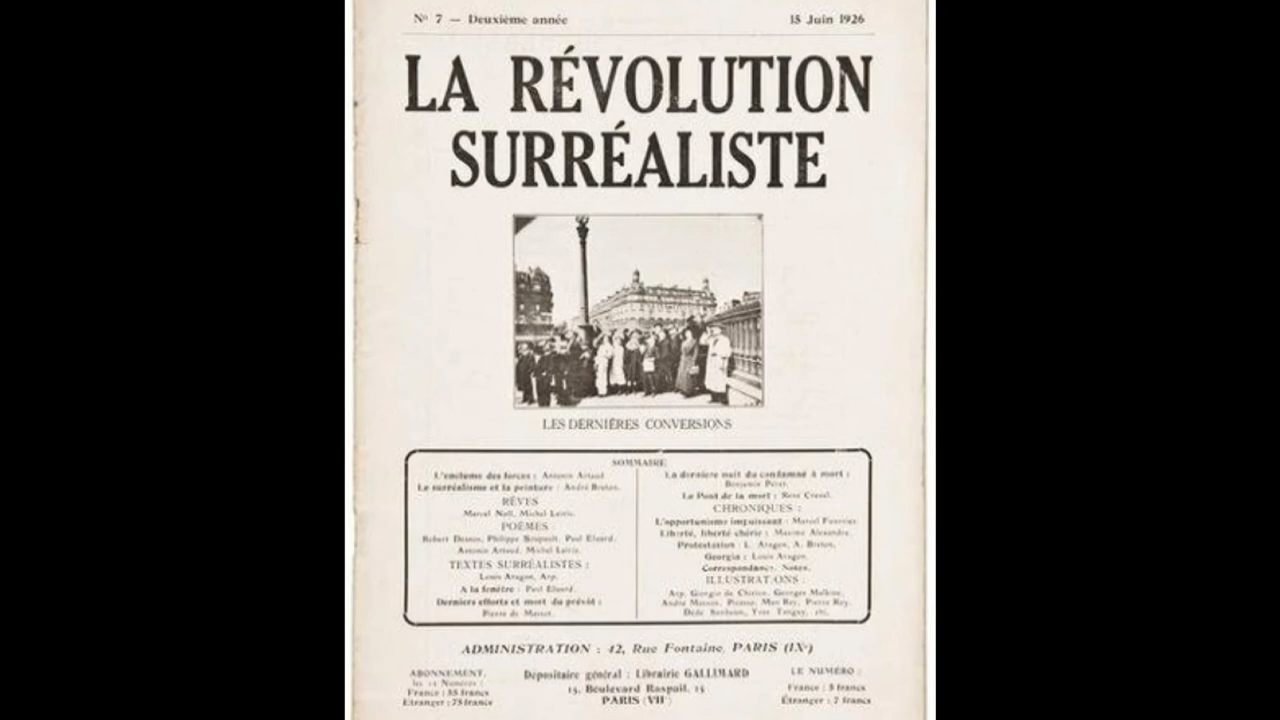 N° 7 — Deuxième année
15 Juin 1926
LA RÉVOLUTION
SURRÉALISTE
LES DERNIÈRES CONVERSIONS
SOMMAIRE
L'enclume des forces : Antonin Artaud
Le surréalisme et la peinture : André Breton.
RÊVES
Marcel Noll, Michel Leiris.
POÈMES :
Robert Desnos, Philippe Soupault, Paul Eluard,
Antonin Artaud, Michel Leiris.
TEXTES SURRÉALISTES :
Louis Aragon, Arp.
A la fenêtre : Paul Eluard.
Derniers efforts et mort du prévôt :
Pierre de Massot.
La dernière nuit du condamné à mort :
Benjamin Péret.
Le Pont de la mort : René Crevel.
CHRONIQUES :
L'opportunisme impuissant : Marcel Fourrier.
Liberté, liberté chérie : Maxime Alexandre.
Protestation : L. Aragon, A. Breton.
Georgia : Louis Aragon.
Correspondance. Notes.
ILLUSTRATIONS :
Arp, Giorgio de Chirico, Georges Malkine,
André Masson, Picasso, Man Ray, Pierre Roy,
Dédé Sunbeam, Yves Tanguy, etc.
ADMINISTRATION : 42, Rue Fontaine, PARIS (IXe)
ABONNEMENT,
les 12 Numéros :
France : 55 francs
Etranger : 75 francs
Dépositaire général : Librairie GALLIMARD
15, Boulevard Raspail, 15
PARIS (VII)
LE NUMÉRO :
France : 5 francs
Étranger : 7 francs